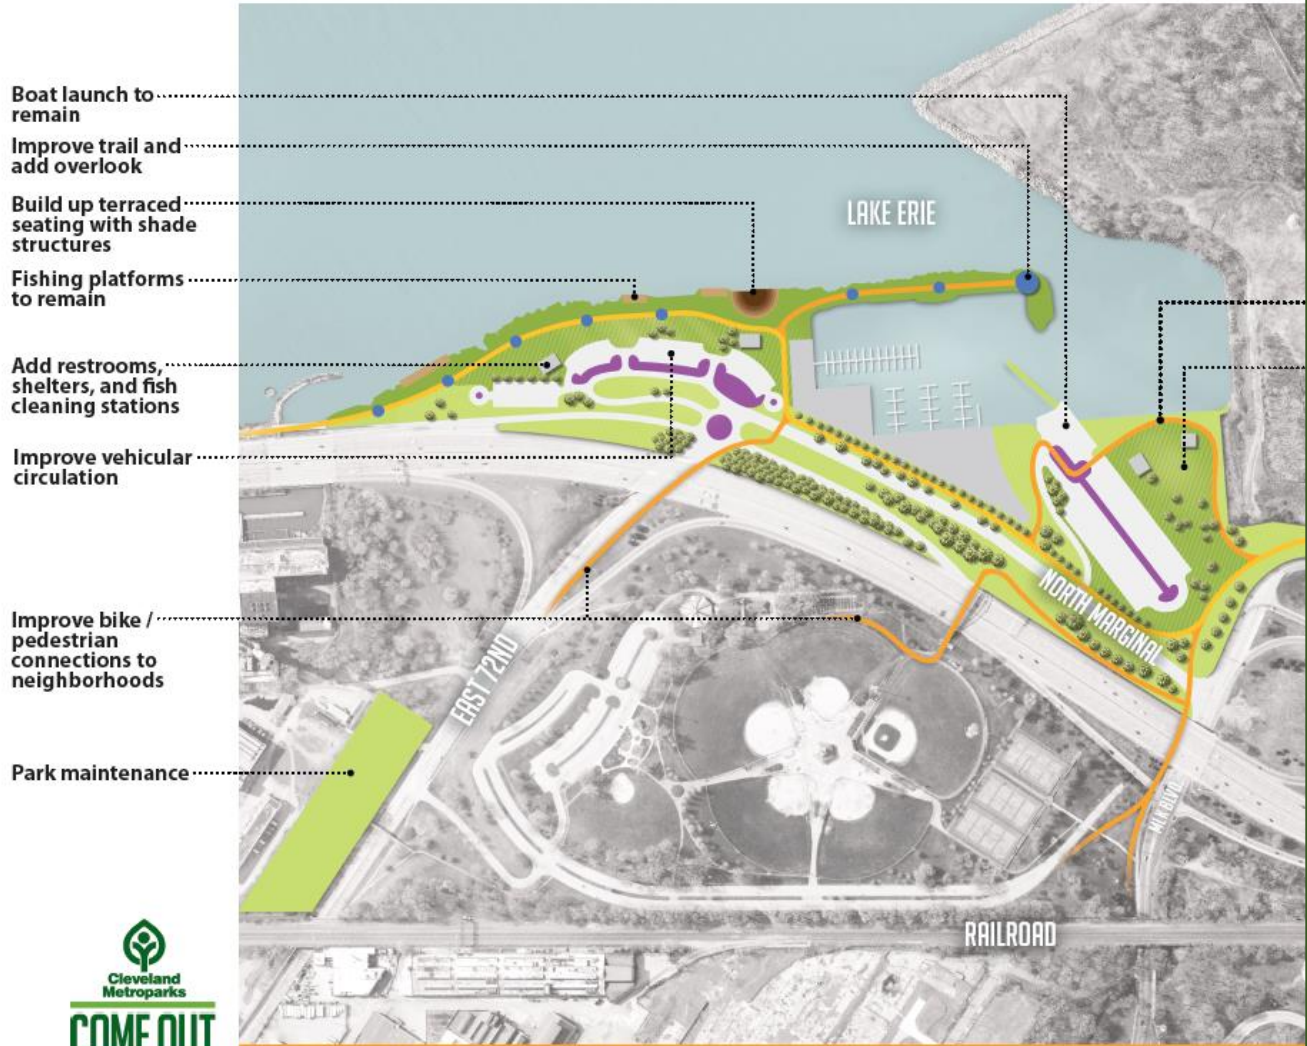 Boat launch to
remain
Improve trail and
add overlook
Build up terraced
seating with shade
structures
Fishing platforms
to remain
Add restrooms,
shelters, and fish
cleaning stations
Improve vehicular
circulation
Improve bike /
pedestrian
connections to
neighborhoods
Park maintenance
LAKE ERIE
NORTH MARGINAL
EAST 72ND
MLK BLVD
RAILROAD
Cleveland
Metroparks
COME OUT